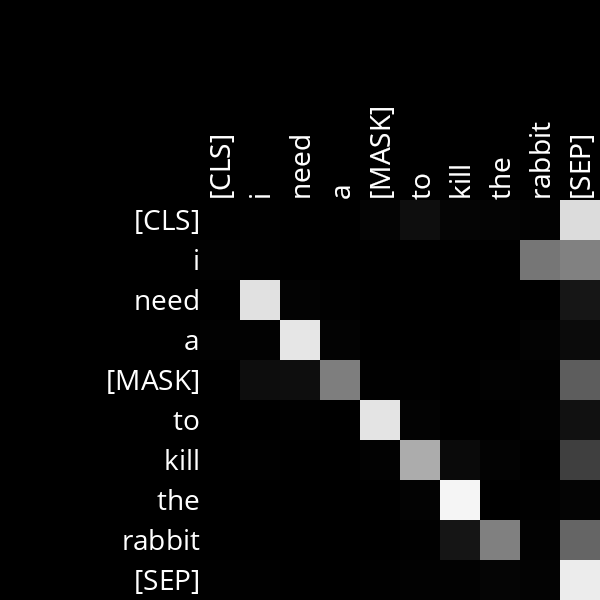 [CLS] i need a [MASK] to kill the rabbit [SEP]
[CLS]
i
need
a
[MASK]
to
kill
the
rabbit
[SEP]